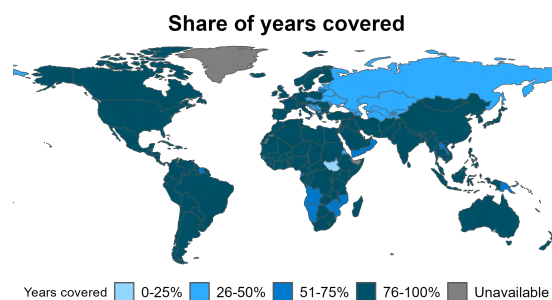 Share of years covered
Years covered 0-25% 26-50% 51-75% 76-100% Unavailable